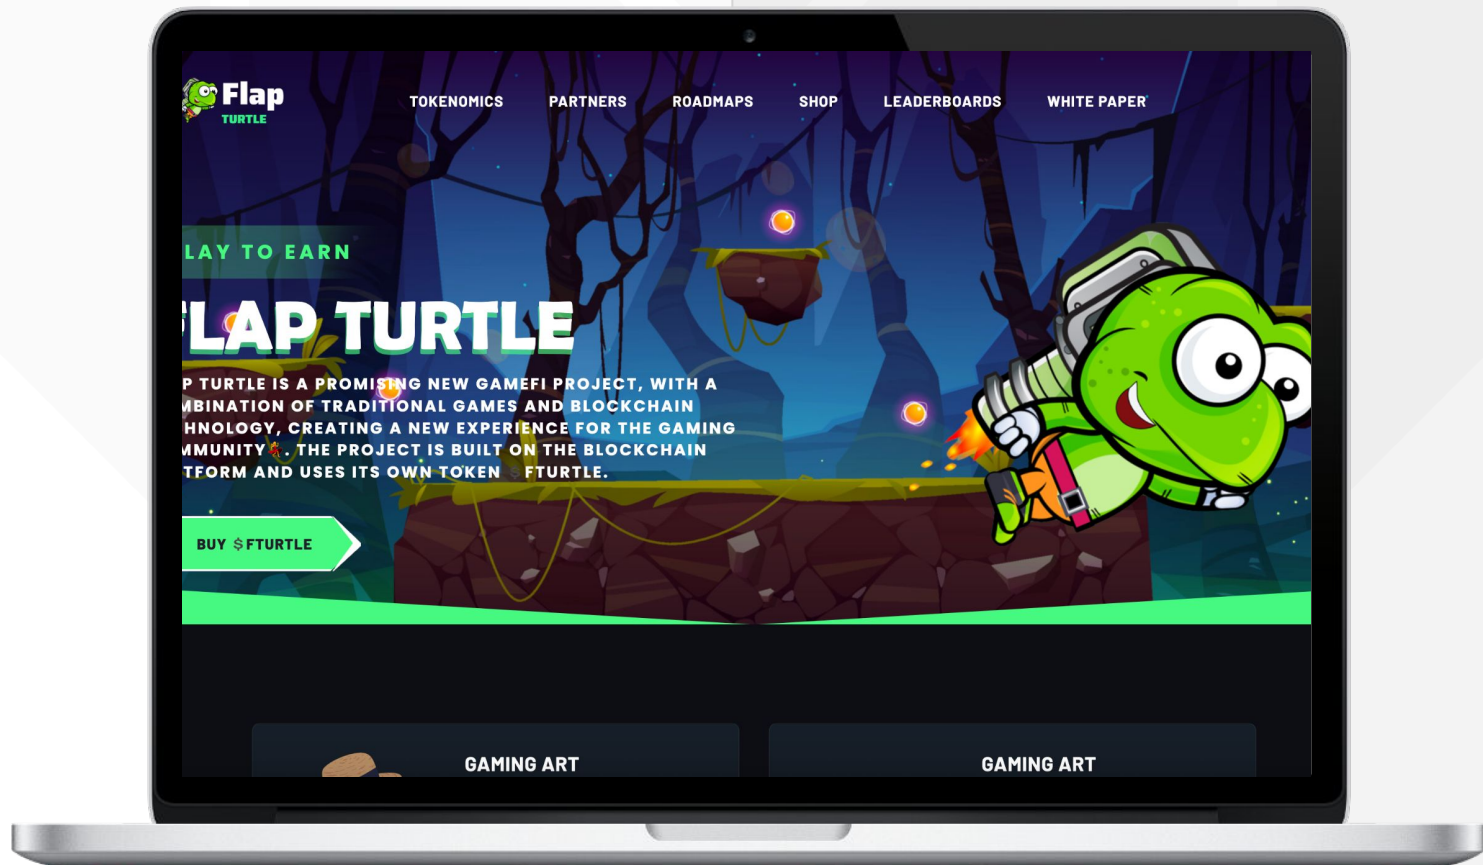 Flap
TURTLE
TOKENOMICS
PARTNERS
ROADMAPS
SHOP
LEADERBOARDS
WHITE PAPER
LAY TO EARN
FLAP TURTLE
P TURTLE IS A PROMISING NEW GAMEFI PROJECT, WITH A
MBINATION OF TRADITIONAL GAMES AND BLOCKCHAIN
HNOLOGY, CREATING A NEW EXPERIENCE FOR THE GAMING
MMUNITY💃. THE PROJECT IS BUILT ON THE BLOCKCHAIN
TFORM AND USES ITS OWN TOKEN $ FTURTLE.
BUY $FTURTLE
GAMING ART
GAMING ART